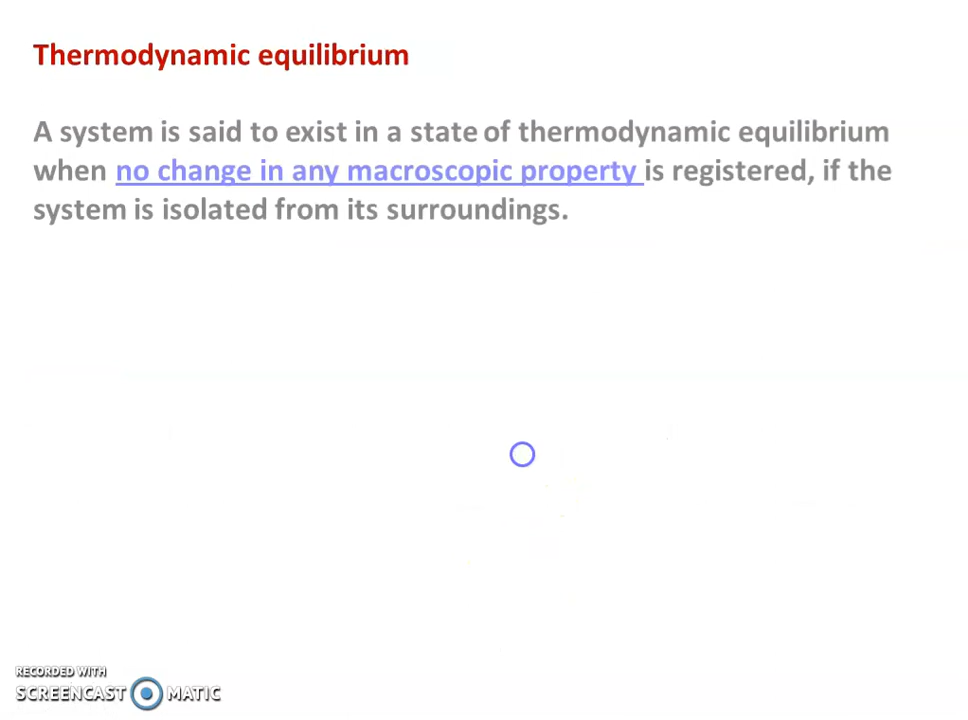 Thermodynamic equilibrium
A system is said to exist in a state of thermodynamic equilibrium
when no change in any macroscopic property is registered, if the
system is isolated from its surroundings.
RECORDED WITH
SCREENCAST MATIC